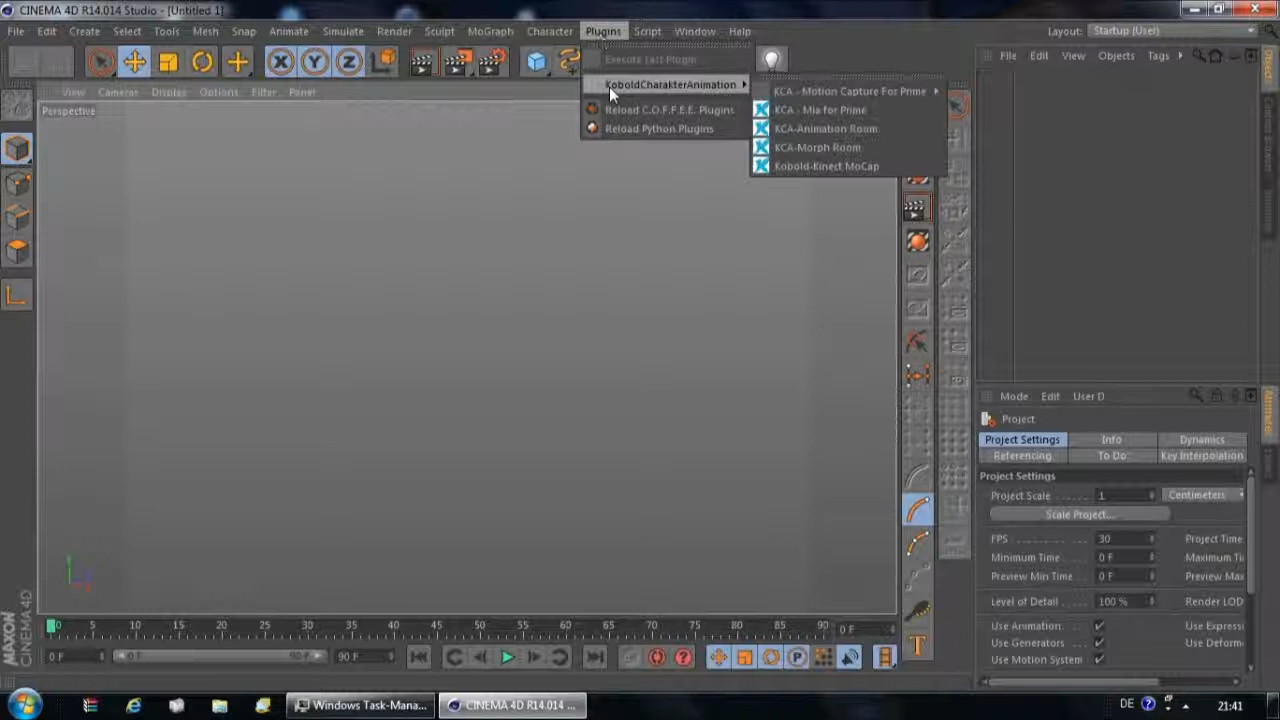 CINEMA 4D R14.014 Studio - [Untitled 1]
File Edit Create Select Tools Mesh Snap Animate Simulate Render Sculpt MoGraph Character Plugins Script Window Help
Layout: Startup (User)
Execute Last Plugin
KoboldCharakterAnimation
Reload C.O.F.F.E.E. Plugins
Reload Python Plugins
KCA - Motion Capture For Prime
KCA - Mia for Prime
KCA-Animation Room
KCA-Morph Room
Kobold-Kinect MoCap
X Y Z
View Cameras Display Options Filter Panel
Perspective
File Edit View Objects Tags
Mode Edit User D
Project
Project Settings Info Dynamics
Referencing To Do: Key Interpolation
Project Settings
Project Scale 1 Centimeters
Scale Project...
FPS 30 Project Time
Minimum Time 0 F Maximum Ti
Preview Min Time 0 F Preview Max
Level of Detail 100 % Render LOD
Use Animation Use Express
Use Generators Use Deform
Use Motion System
0 5 10 15 20 25 30 35 40 45 50 55 60 65 70 75 80 85 90 0 F
0 F 0 F 90 F 90 F
MAXON
CINEMA 4D
Windows Task-Mana...
CINEMA 4D R14.014 ...
DE
21:41